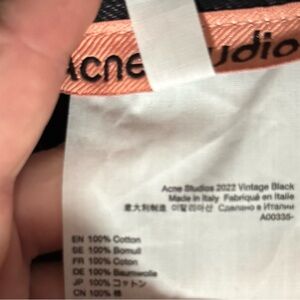 Acne Studios
Acne Studios 2022 Vintage Black
Made in Italy Fabriqué en Italie
意大利制造 이탈리아산 Сделано в Италии
A00335-
EN 100% Cotton
SE 100% Bomull
FR 100% Coton
DE 100% Baumwolle
JP 100% コットン
CN 100% 棉